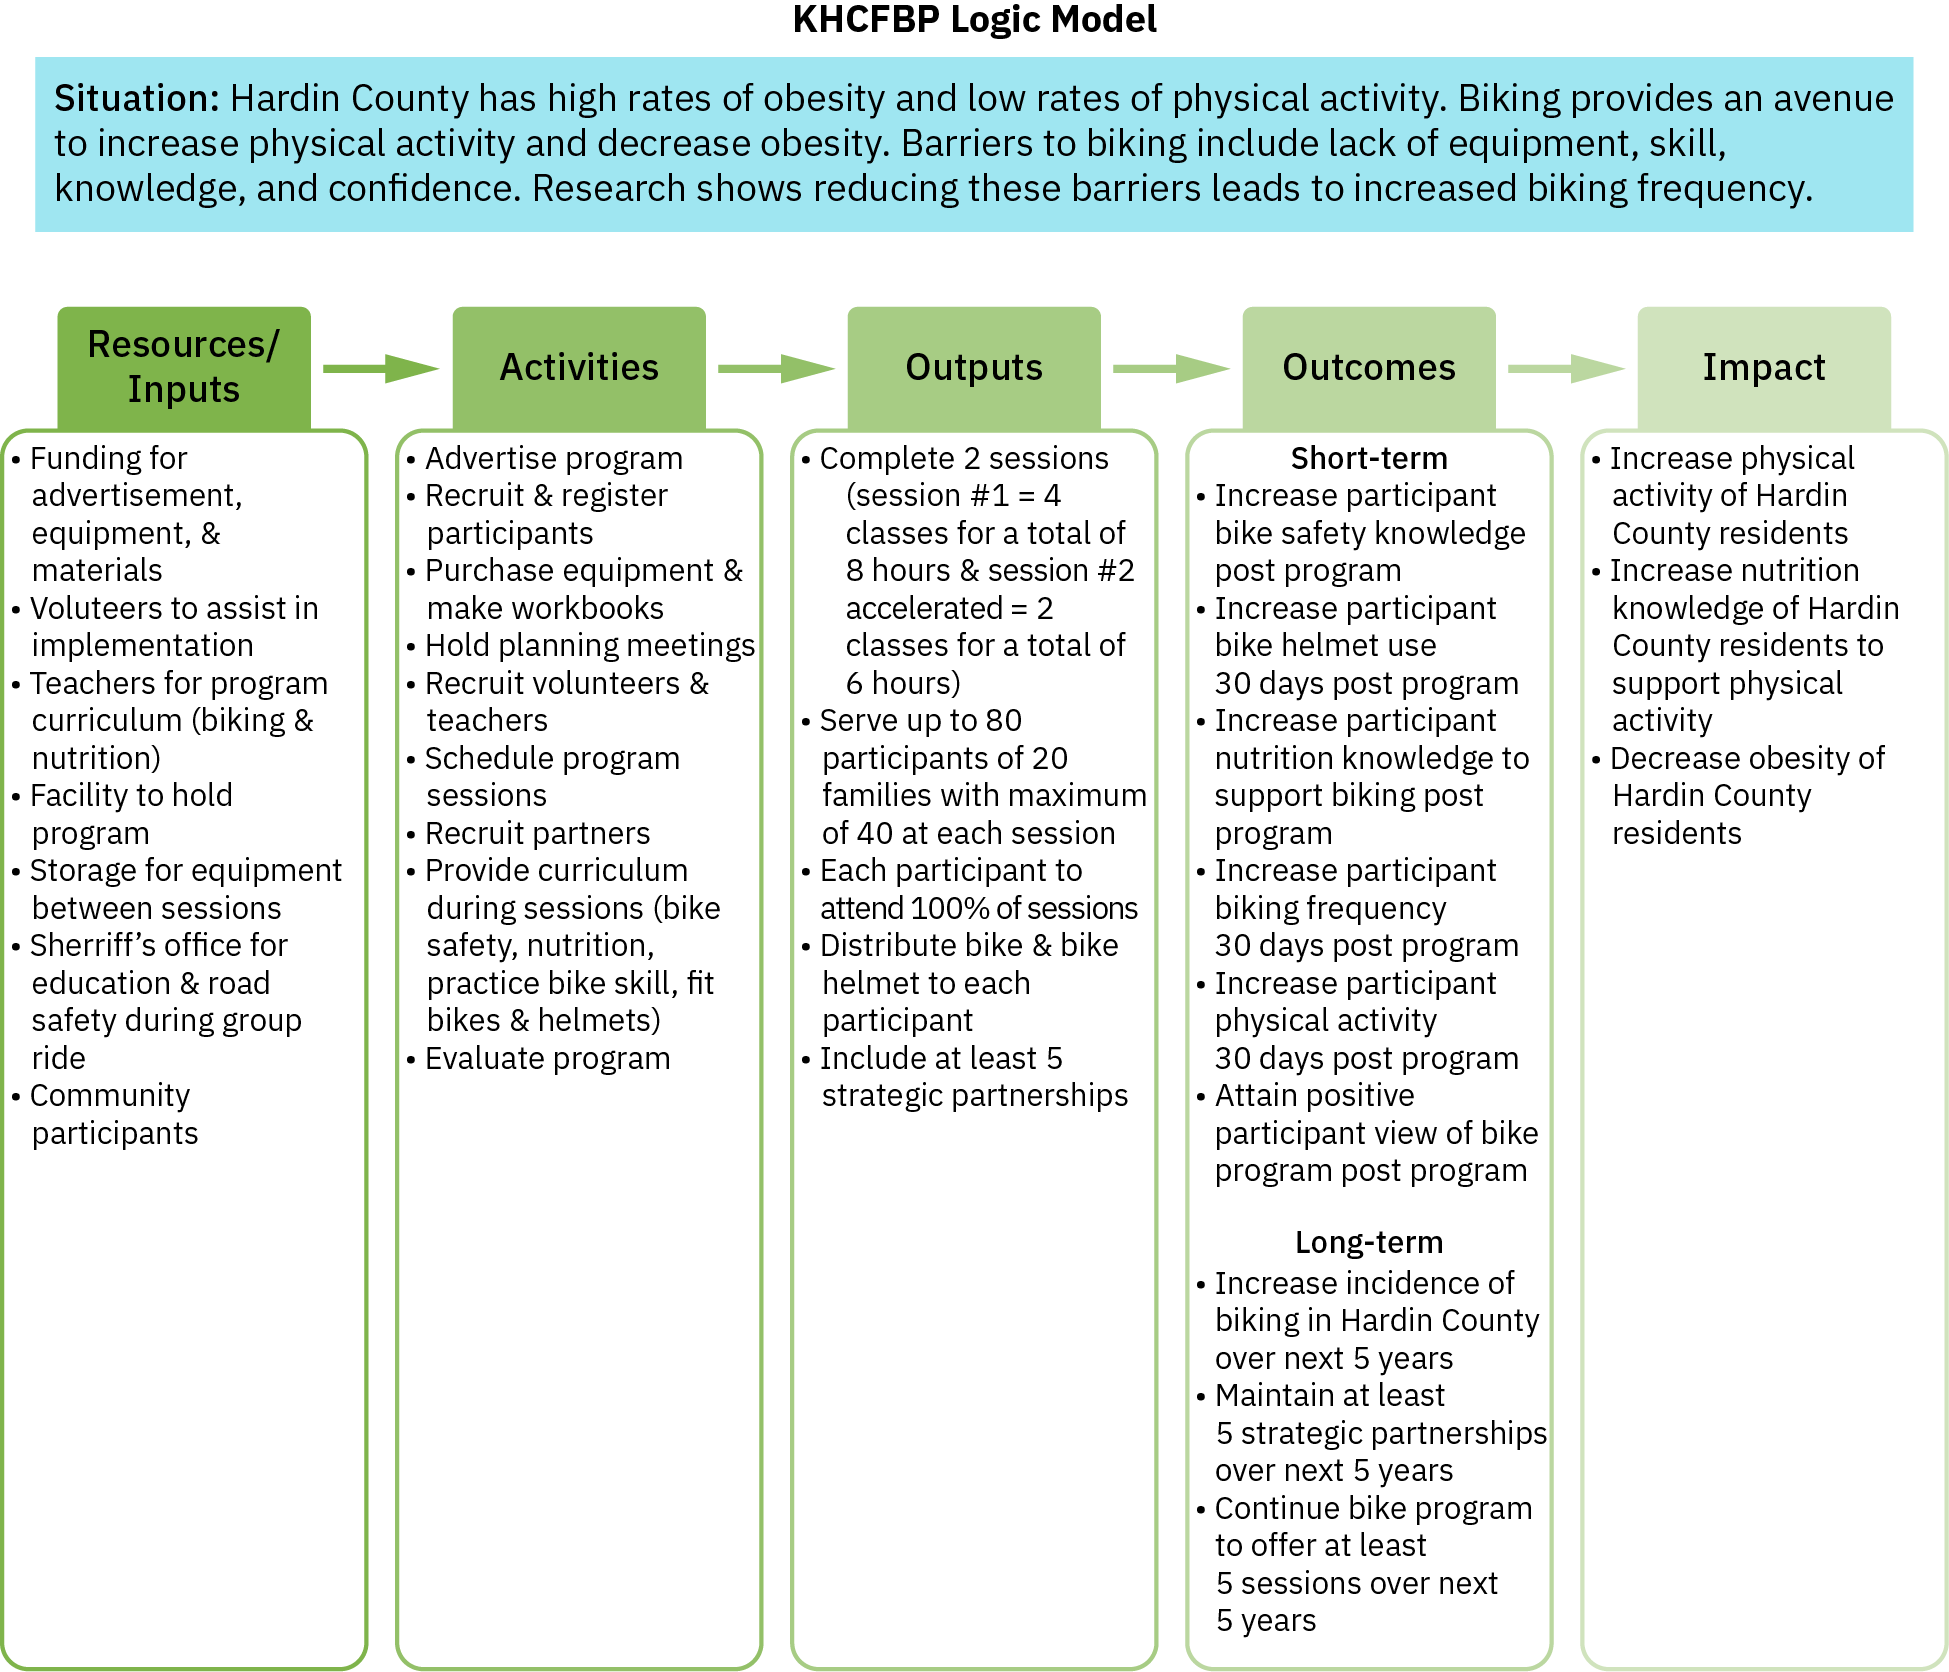 KHCFBP Logic Model
Situation: Hardin County has high rates of obesity and low rates of physical activity. Biking provides an avenue
to increase physical activity and decrease obesity. Barriers to biking include lack of equipment, skill,
knowledge, and confidence. Research shows reducing these barriers leads to increased biking frequency.
Resources/
Inputs
• Funding for
advertisement,
equipment, &
materials
• Voluteers to assist in
implementation
• Teachers for program
curriculum (biking &
nutrition)
• Facility to hold
program
• Storage for equipment
between sessions
• Sherriff’s office for
education & road
safety during group
ride
• Community
participants
Activities
• Advertise program
• Recruit & register
participants
• Purchase equipment &
make workbooks
• Hold planning meetings
• Recruit volunteers &
teachers
• Schedule program
sessions
• Recruit partners
• Provide curriculum
during sessions (bike
safety, nutrition,
practice bike skill, fit
bikes & helmets)
• Evaluate program
Outputs
• Complete 2 sessions
(session #1 = 4
classes for a total of
8 hours & session #2
accelerated = 2
classes for a total of
6 hours)
• Serve up to 80
participants of 20
families with maximum
of 40 at each session
• Each participant to
attend 100% of sessions
• Distribute bike & bike
helmet to each
participant
• Include at least 5
strategic partnerships
Outcomes
Short-term
• Increase participant
bike safety knowledge
post program
• Increase participant
bike helmet use
30 days post program
• Increase participant
nutrition knowledge to
support biking post
program
• Increase participant
biking frequency
30 days post program
• Increase participant
physical activity
30 days post program
• Attain positive
participant view of bike
program post program
Long-term
• Increase incidence of
biking in Hardin County
over next 5 years
• Maintain at least
5 strategic partnerships
over next 5 years
• Continue bike program
to offer at least
5 sessions over next
5 years
Impact
• Increase physical
activity of Hardin
County residents
• Increase nutrition
knowledge of Hardin
County residents to
support physical
activity
• Decrease obesity of
Hardin County
residents